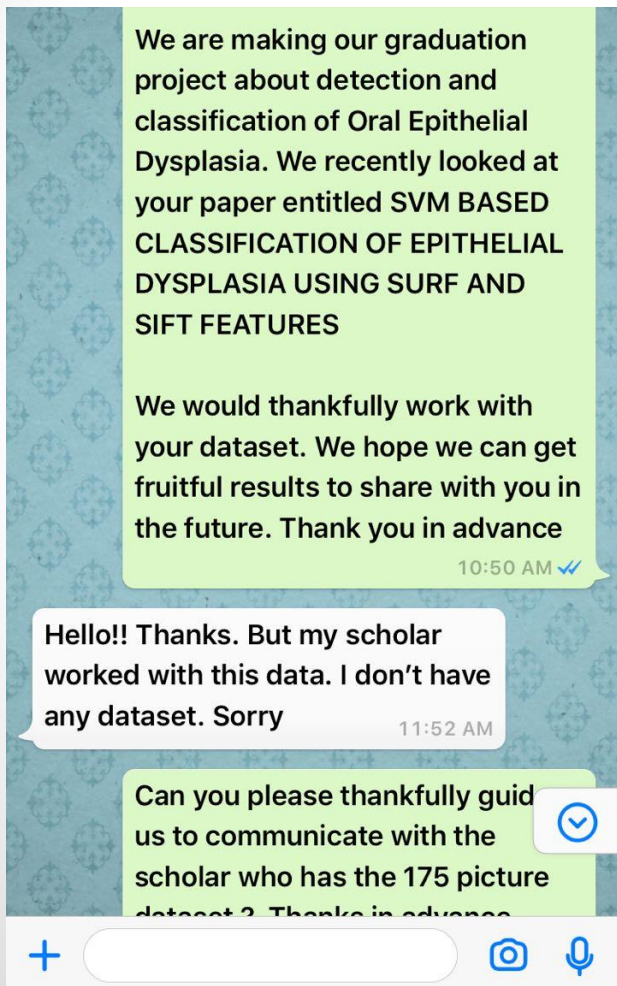 We are making our graduation
project about detection and
classification of Oral Epithelial
Dysplasia. We recently looked at
your paper entitled SVM BASED
CLASSIFICATION OF EPITHELIAL
DYSPLASIA USING SURF AND
SIFT FEATURES
We would thankfully work with
your dataset. We hope we can get
fruitful results to share with you in
the future. Thank you in advance
10:50 AM
Hello!! Thanks. But my scholar
worked with this data. I don't have
any dataset. Sorry
11:52 AM
Can you please thankfully guid
us to communicate with the
scholar who has the 175 picture
dataset ? Thanks in advance